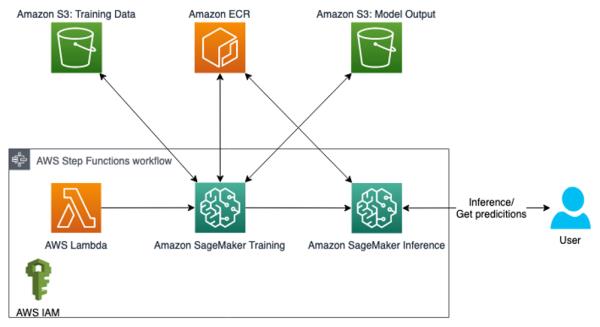 Amazon S3: Training Data
Amazon ECR
Amazon S3: Model Output
AWS Step Functions workflow
AWS Lambda
Amazon SageMaker Training
Amazon SageMaker Inference
Inference/
Get predicitions
User
AWS IAM